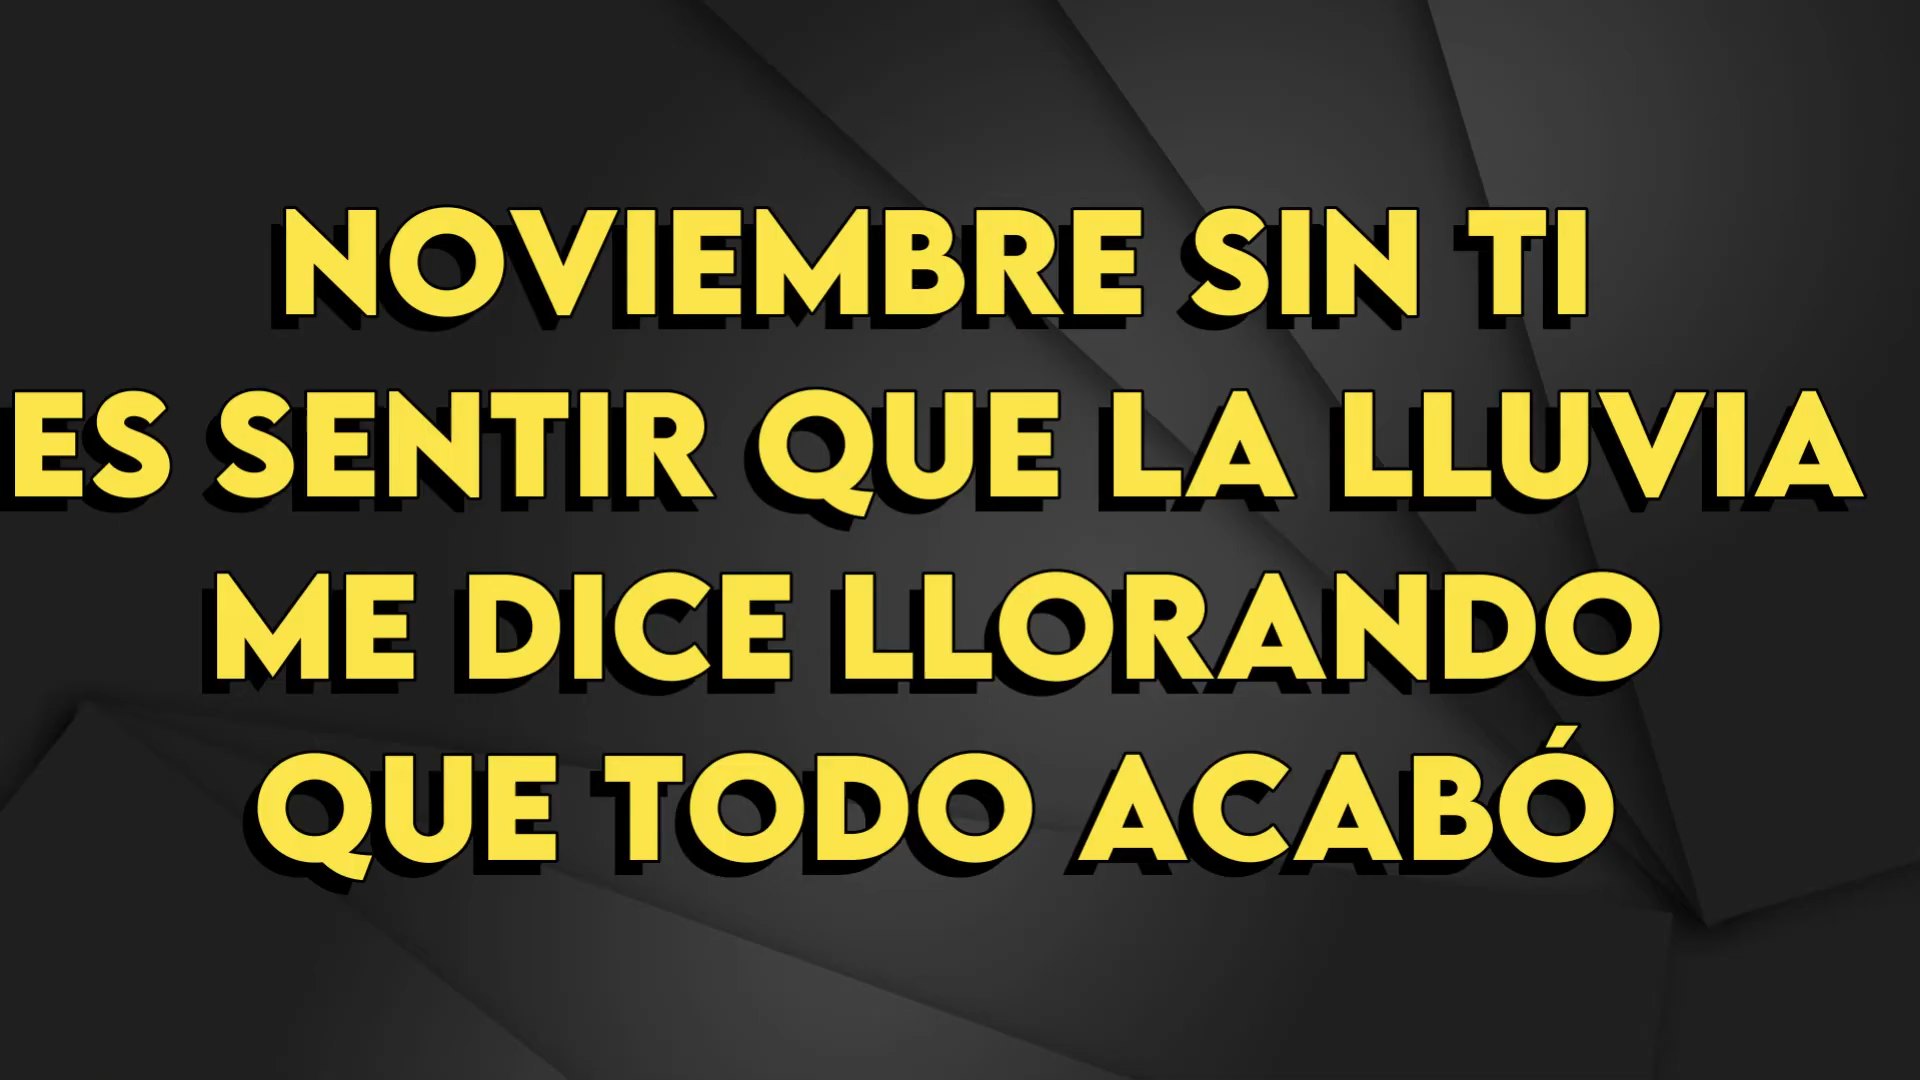 NOVIEMBRE SIN TI
ES SENTIR QUE LA LLUVIA
ME DICE LLORANDO
QUE TODO ACABÓ